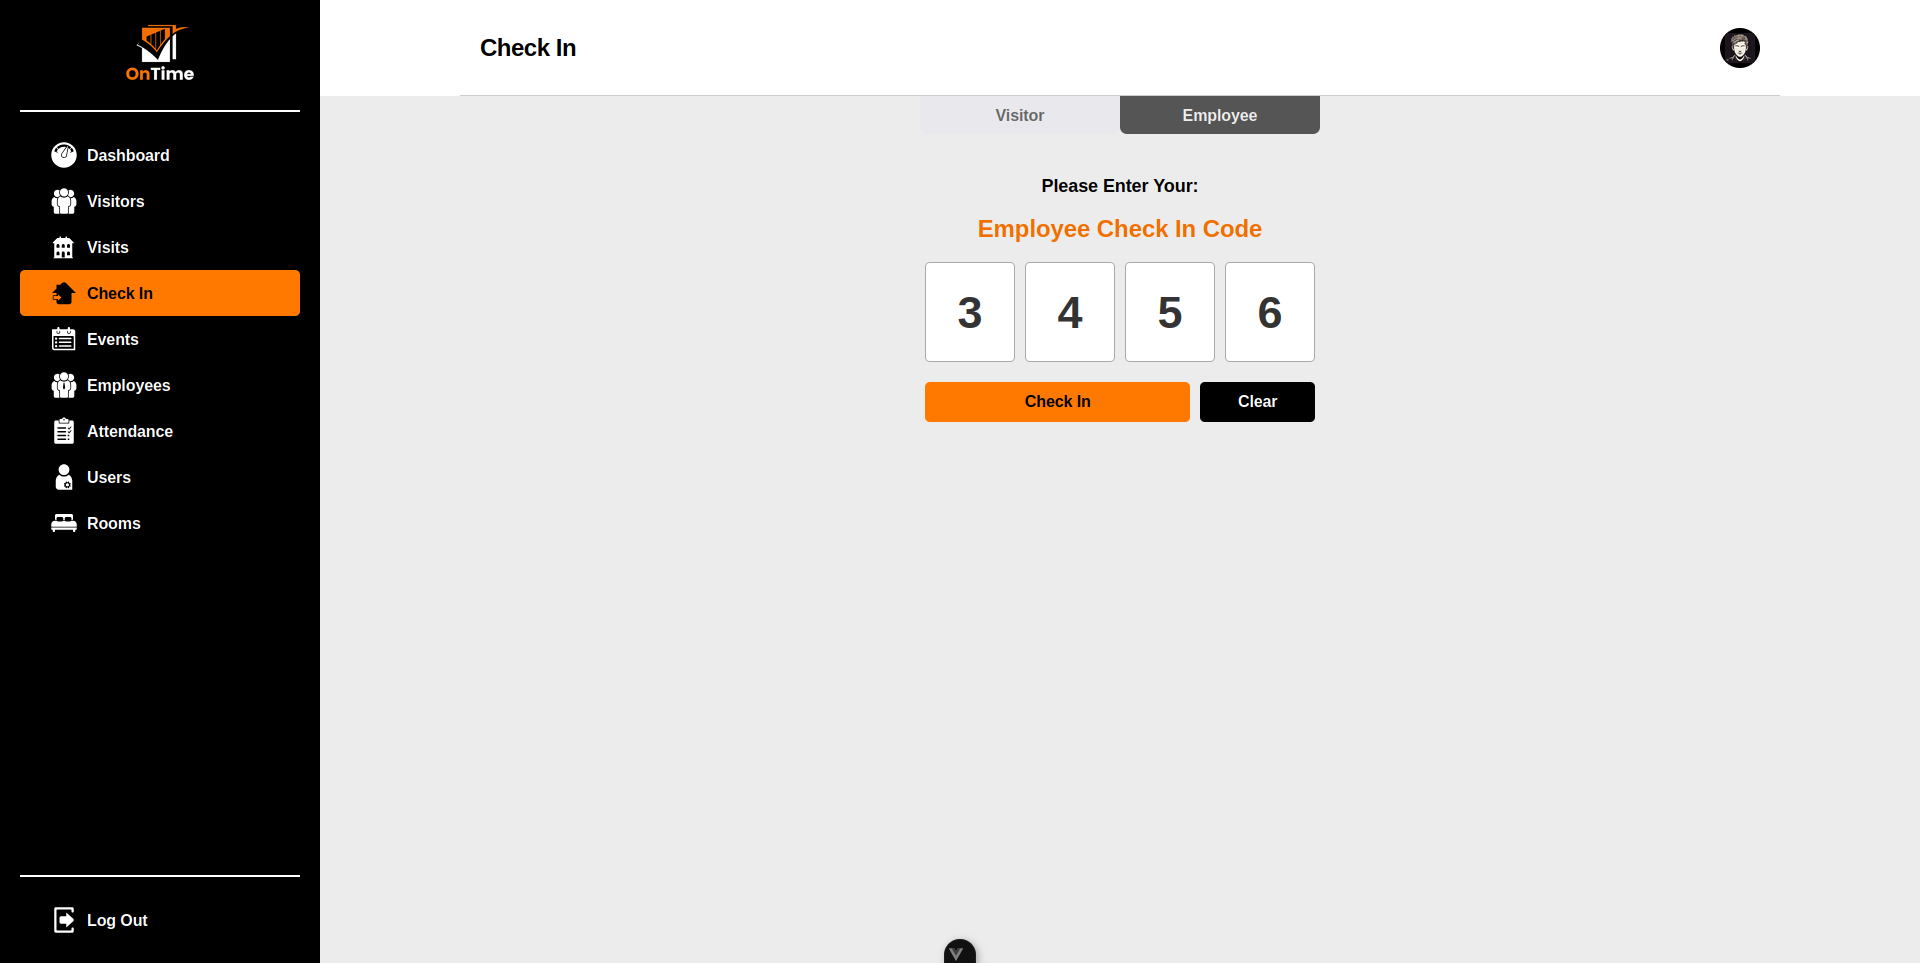 OnTime
Dashboard
Visitors
Visits
Check In
Events
Employees
Attendance
Users
Rooms
Log Out
Check In
Visitor
Employee
Please Enter Your:
Employee Check In Code
3 4 5 6
Check In
Clear